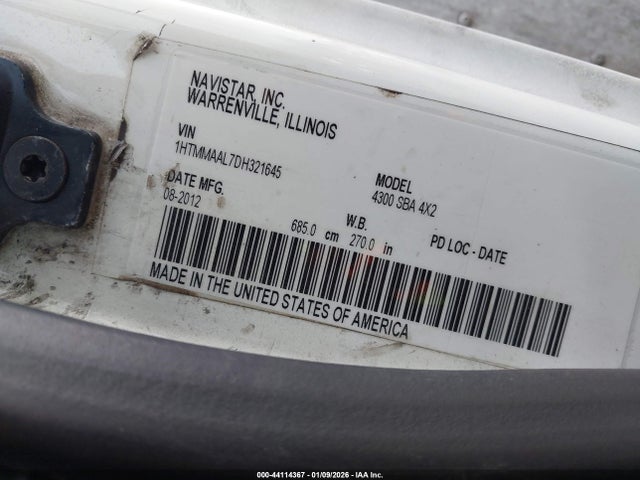 NAVISTAR, INC.
WARRENVILLE, ILLINOIS
VIN
1HTMMAAL7DH321645
DATE MFG.
08-2012
MODEL
4300 SBA 4X2
W.B.
685.0 cm 270.0 in
PD LOC - DATE
MADE IN THE UNITED STATES OF AMERICA
000-44114367 - 01/09/2026 - IAA Inc.